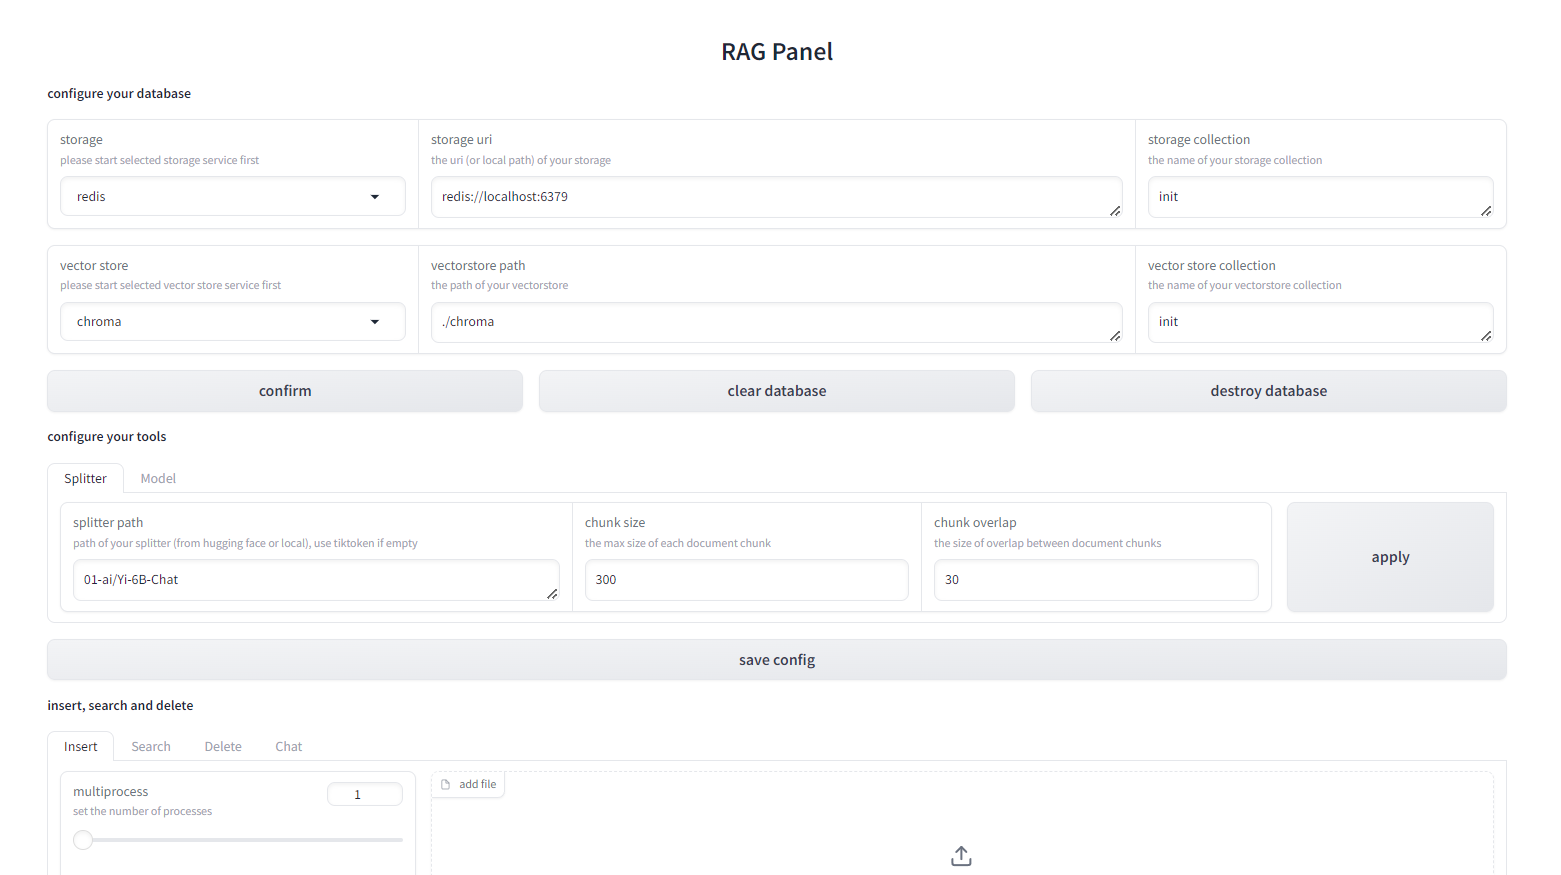 RAG Panel
configure your database
storage
please start selected storage service first
redis
storage uri
the uri (or local path) of your storage
redis://localhost:6379
storage collection
the name of your storage collection
init
vector store
please start selected vector store service first
chroma
vectorstore path
the path of your vectorstore
./chroma
vector store collection
the name of your vectorstore collection
init
confirm
clear database
destroy database
configure your tools
Splitter
Model
splitter path
path of your splitter (from hugging face or local), use tiktoken if empty
01-ai/Yi-6B-Chat
chunk size
the max size of each document chunk
300
chunk overlap
the size of overlap between document chunks
30
apply
save config
insert, search and delete
Insert
Search
Delete
Chat
multiprocess
1
set the number of processes
add file